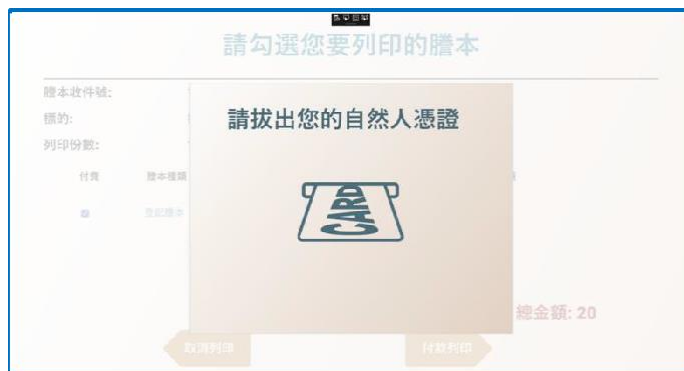 請勾選您要列印的謄本
謄本收件號:
標的:
列印份數:
請拔出您的自然人憑證
付費 謄本種類
登記謄本
CARD
總金額: 20
取消列印 付款列印